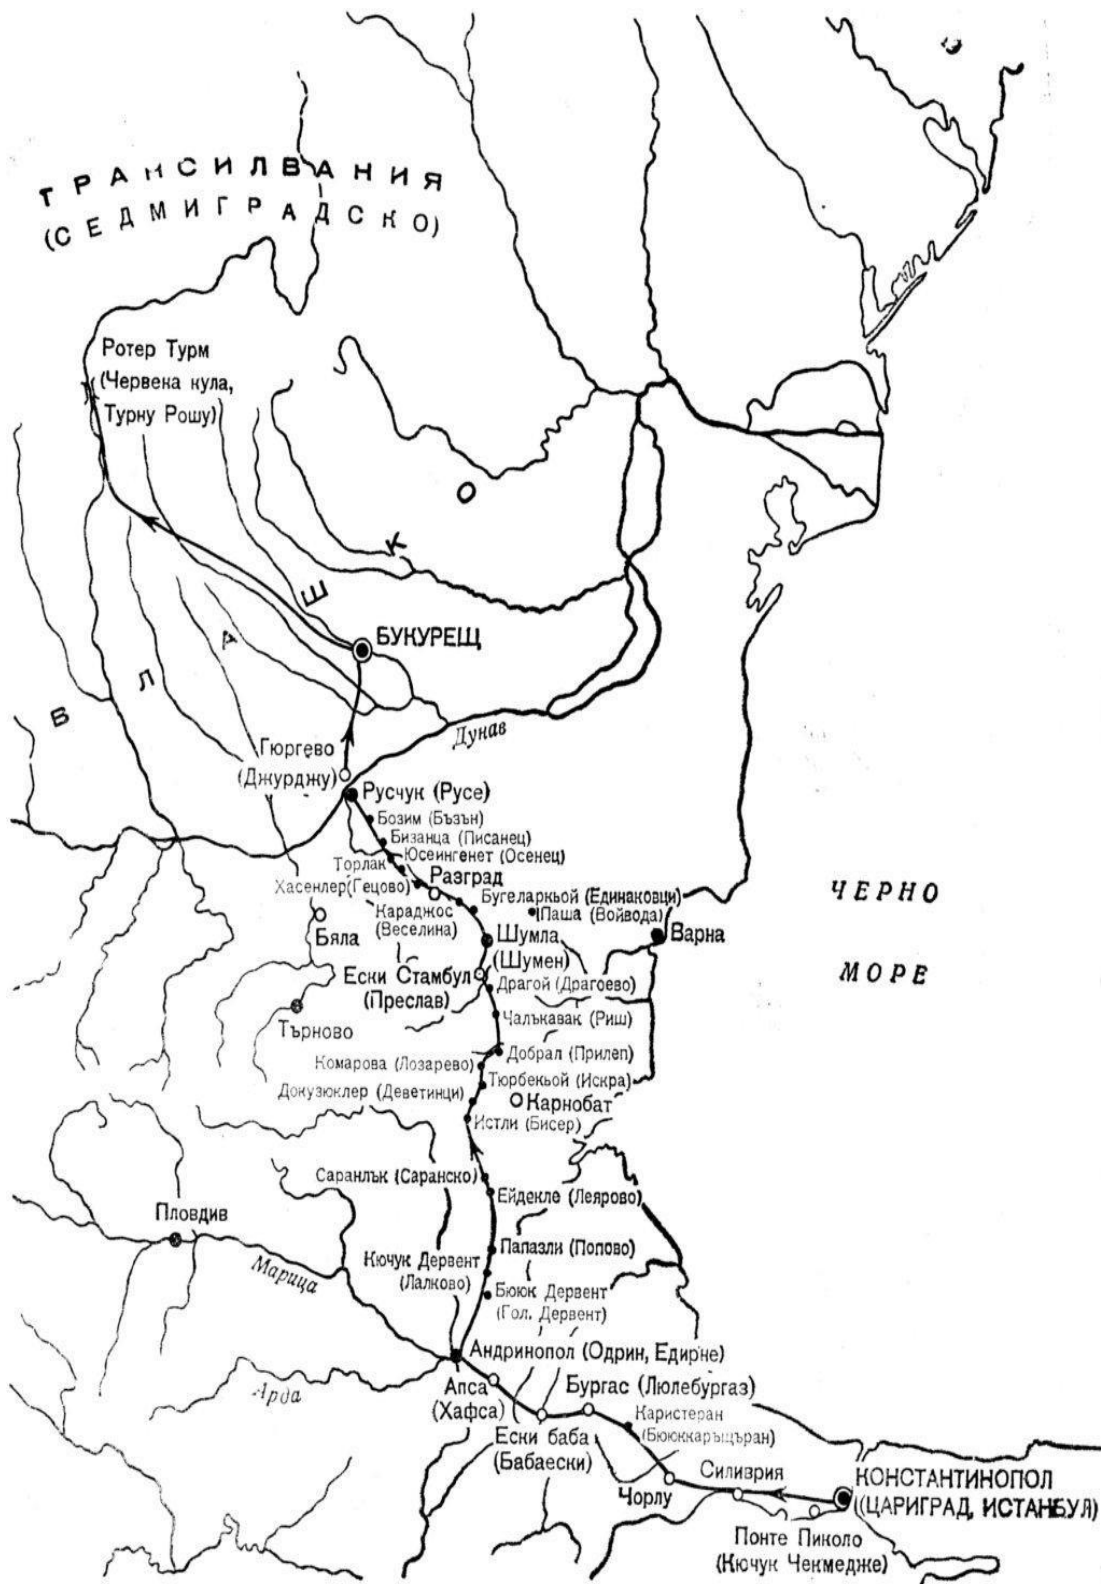 ТРАНСИЛВАНИЯ
(СЕДМИГРАДСКО)
Ротер Турм
(Червена кула,
Турну Рошу)
ВЛАШКО
БУКУРЕЩ
Дунав
Гюргево
(Джурджу)
Русчук (Русе)
Бозим (Бъзън)
Бизанца (Писанец)
Юсеингенет (Осенец)
Торлак
Хасенлер (Гецово)
Разград
Бугеларкьой (Единаковци)
Караджос
(Веселина)
Паша (Войвода)
Бяла
Шумла
(Шумен)
Варна
ЧЕРНО
МОРЕ
Ески Стамбул
(Преслав)
Драгой (Драгоево)
Търново
Чалъкавак (Риш)
Добрал (Прилеп)
Комарова (Лозарево)
Тюрбекьой (Искра)
Докузюклер (Деветинци)
Карнобат
Истли (Бисер)
Саранлък (Саранско)
Ейдекле (Леярово)
Пловдив
Папазли (Попово)
Марица
Кючук Дервент
(Лалково)
Бююк Дервент
(Гол. Дервент)
Андринопол (Одрин, Едирне)
Арда
Апса
(Хафса)
Бургас (Люлебургаз)
Каристеран
(Бююккарыцъран)
Ески баба
(Бабаески)
Чорлу
Силиврия
КОНСТАНТИНОПОЛ
((ЦАРИГРАД, ИСТАНБУЛ)
Понте Пиколо
(Кючук Чекмедже)